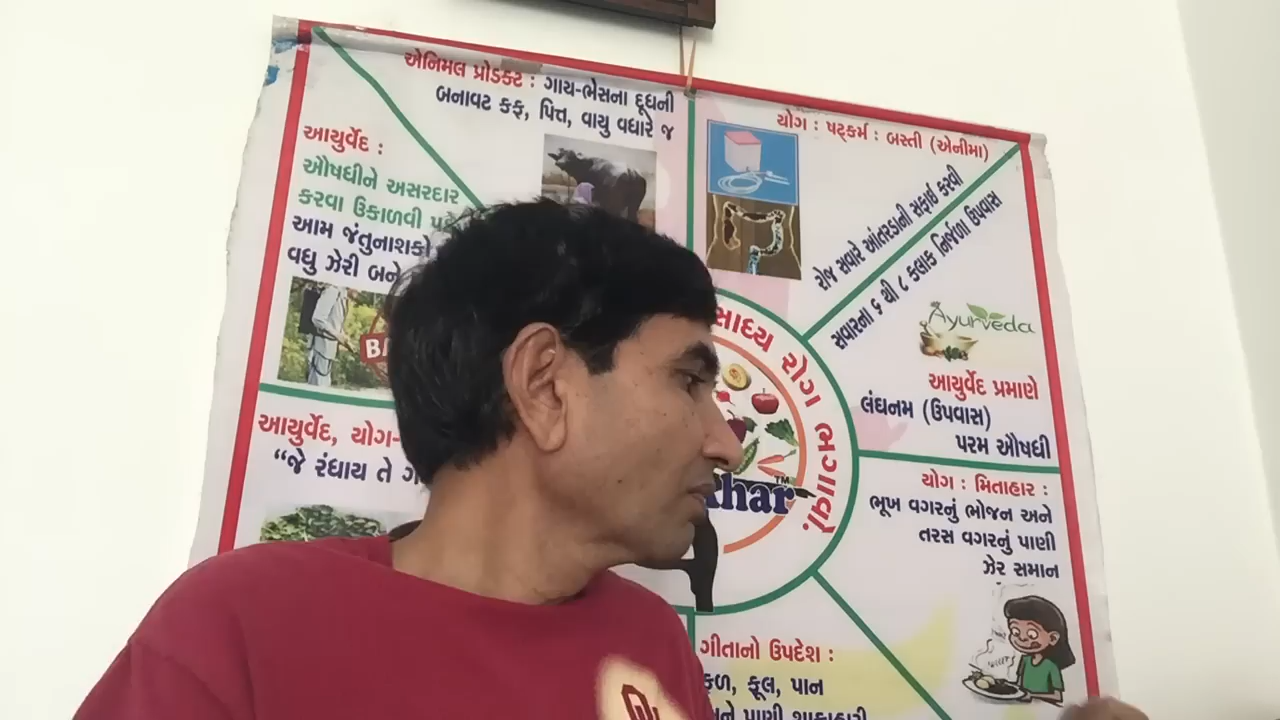 એનિમલ પ્રોડક્ટ : ગાય-ભેસના દૂધની
બનાવટ કફ, પિત્ત, વાયુ વધારે જ
આયુર્વેદ :
ઔષધીને અસરદાર
કરવા ઉકાળવી
આમ જંતુનાશકો
વધુ ઝેરી બને
આયુર્વેદ, યોગ-
“જે રંધાય તે
યોગ : ષટ્કર્મ : બસ્તી (એનીમા)
રોજ સવારે આંતરડાની સફાઈ કરવી
સવારના ૬ થી ૮ કલાક નિર્જળા ઉપવાસ
Ayurveda
આયુર્વેદ પ્રમાણે
લંઘનમ (ઉપવાસ)
પરમ ઔષધી
યોગ : મિતાહાર :
ભૂખ વગરનું ભોજન અને
તરસ વગરનું પાણી
ઝેર સમાન
રોગ ભગાવો.
TM
ગીતાનો ઉપદેશ :
ફૂલ, પાન
પાણી શાકાહારી